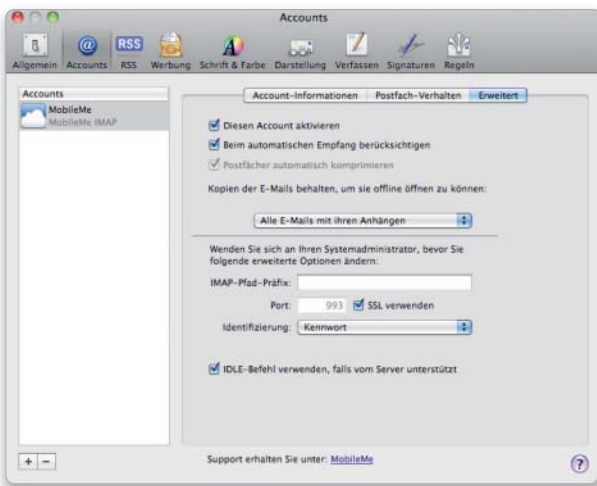 Accounts
Allgemein Accounts RSS Werbung Schrift & Farbe Darstellung Verfassen Signaturen Regeln
RSS
Accounts
MobileMe
MobileMe IMAP
Account-Informationen Postfach-Verhalten Erweitert
Diesen Account aktivieren
Beim automatischen Empfang berücksichtigen
Postfächer automatisch komprimieren
Kopien der E-Mails behalten, um sie offline öffnen zu können:
Alle E-Mails mit ihren Anhängen
Wenden Sie sich an Ihren Systemadministrator, bevor Sie
folgende erweiterte Optionen ändern:
IMAP-Pfad-Präfix:
Port: 993 SSL verwenden
Identifizierung: Kennwort
IDLE-Befehl verwenden, falls vom Server unterstützt
+ − Support erhalten Sie unter: MobileMe ?